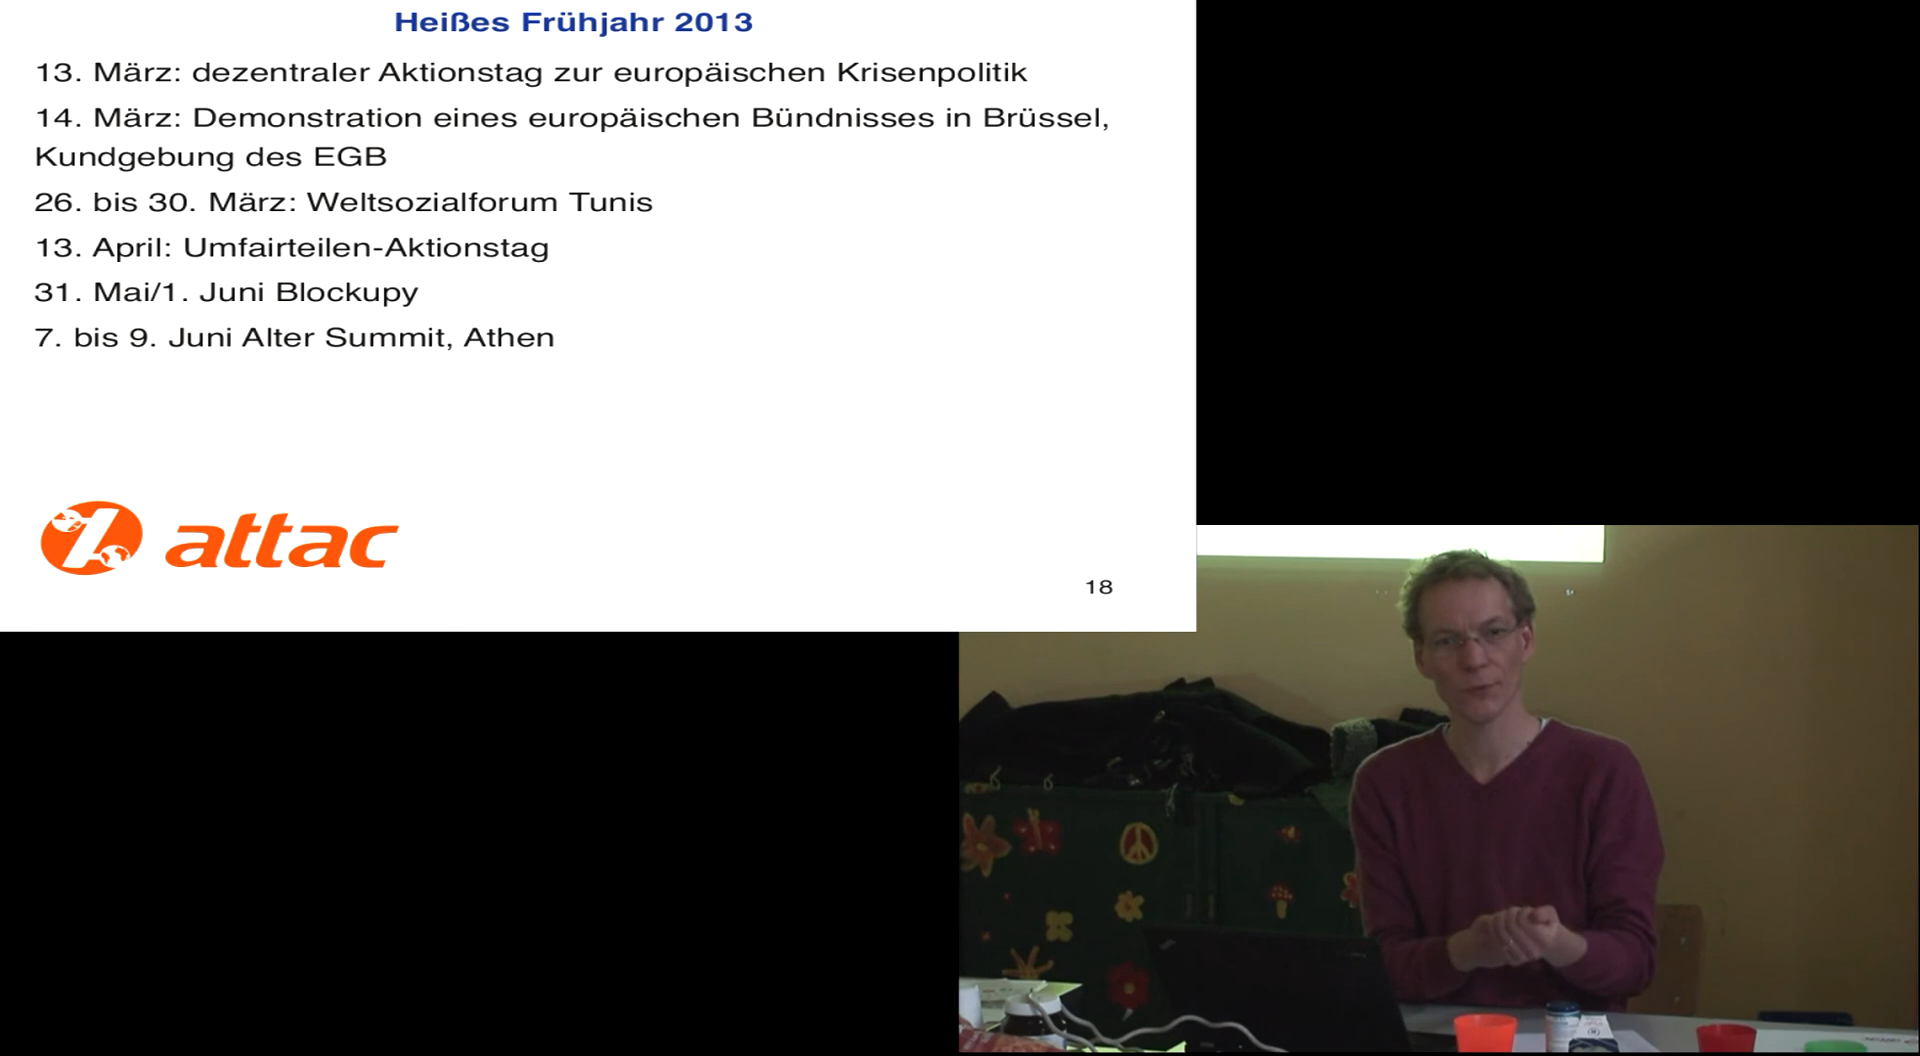 Heißes Frühjahr 2013
13. März: dezentraler Aktionstag zur europäischen Krisenpolitik
14. März: Demonstration eines europäischen Bündnisses in Brüssel,
Kundgebung des EGB
26. bis 30. März: Weltsozialforum Tunis
13. April: Umfairteilen-Aktionstag
31. Mai/1. Juni Blockupy
7. bis 9. Juni Alter Summit, Athen
attac
18